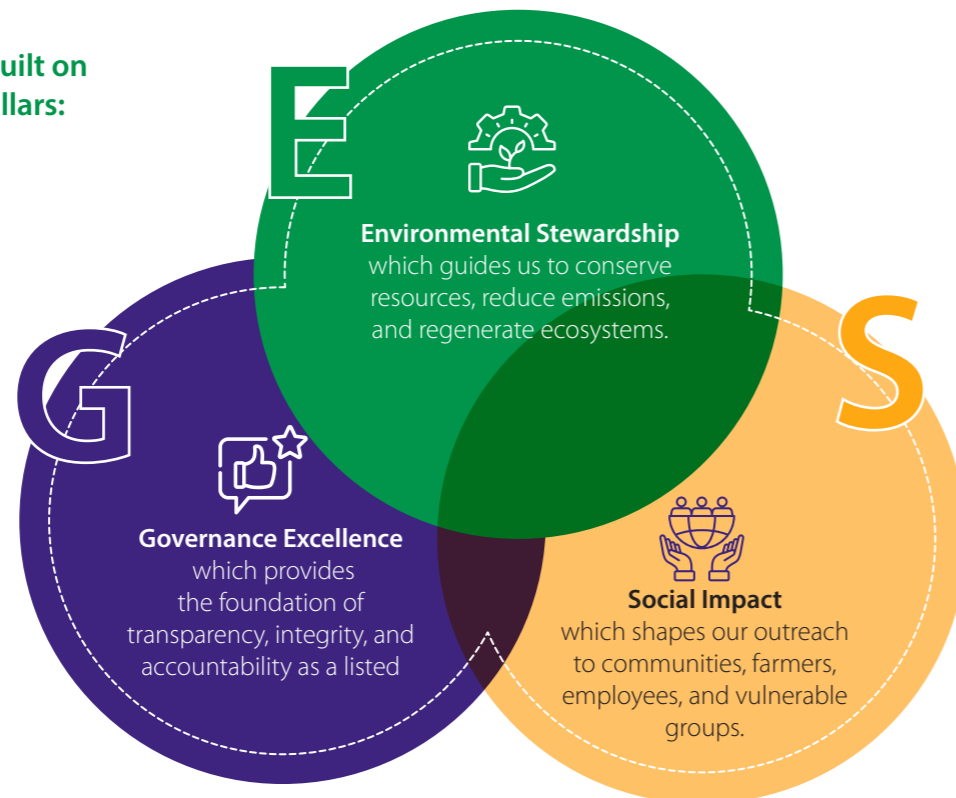 uilt on
llars:
E
Environmental Stewardship
which guides us to conserve
resources, reduce emissions,
and regenerate ecosystems.
G
Governance Excellence
which provides
the foundation of
transparency, integrity, and
accountability as a listed
S
Social Impact
which shapes our outreach
to communities, farmers,
employees, and vulnerable
groups.